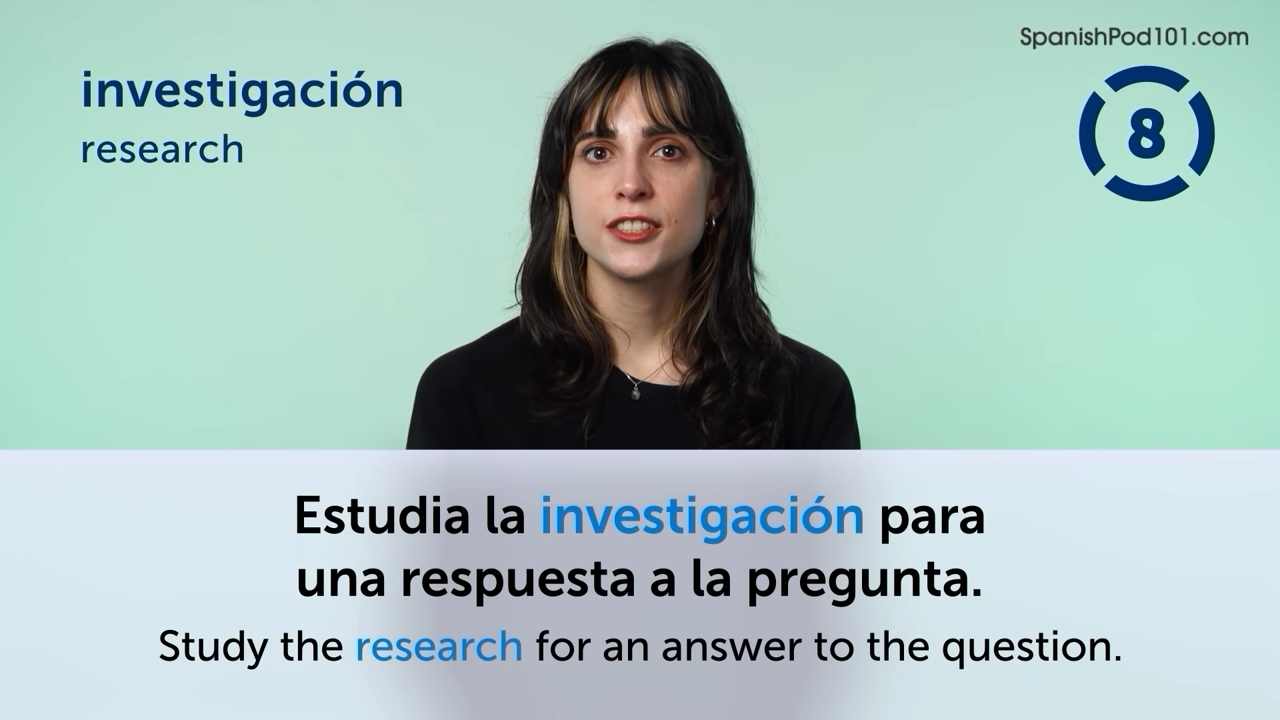 SpanishPod101.com
investigación
research
8
Estudia la investigación para
una respuesta a la pregunta.
Study the research for an answer to the question.